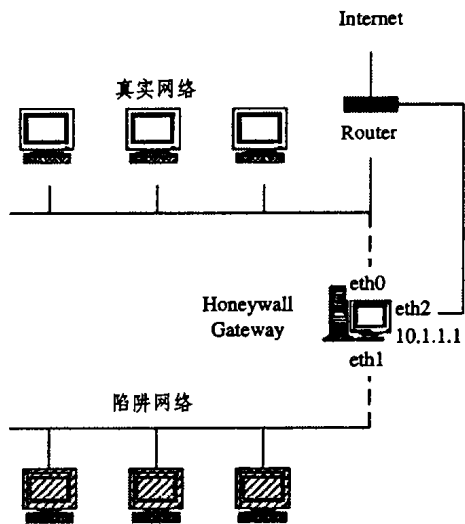 Internet
真实网络
Router
eth0
Honeywall
Gateway
eth2
10.1.1.1
eth1
陷阱网络